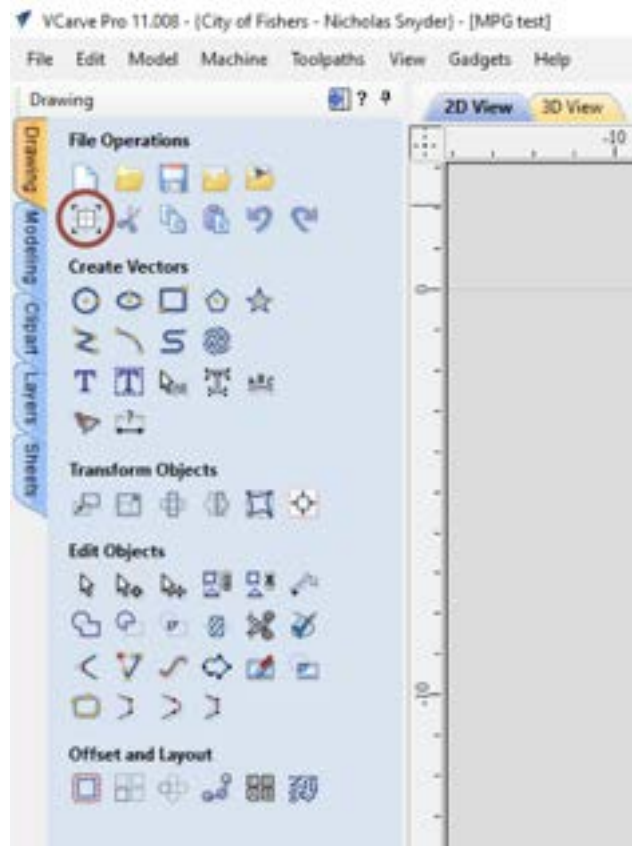 VCarve Pro 11.008 - {City of Fishers - Nicholas Snyder} - [MPG test]
File Edit Model Machine Toolpaths View Gadgets Help
Drawing
2D View 3D View
-10
Drawing
Modeling
Clipart
Layers
Sheets
File Operations
Create Vectors
0
Transform Objects
Edit Objects
-10
Offset and Layout